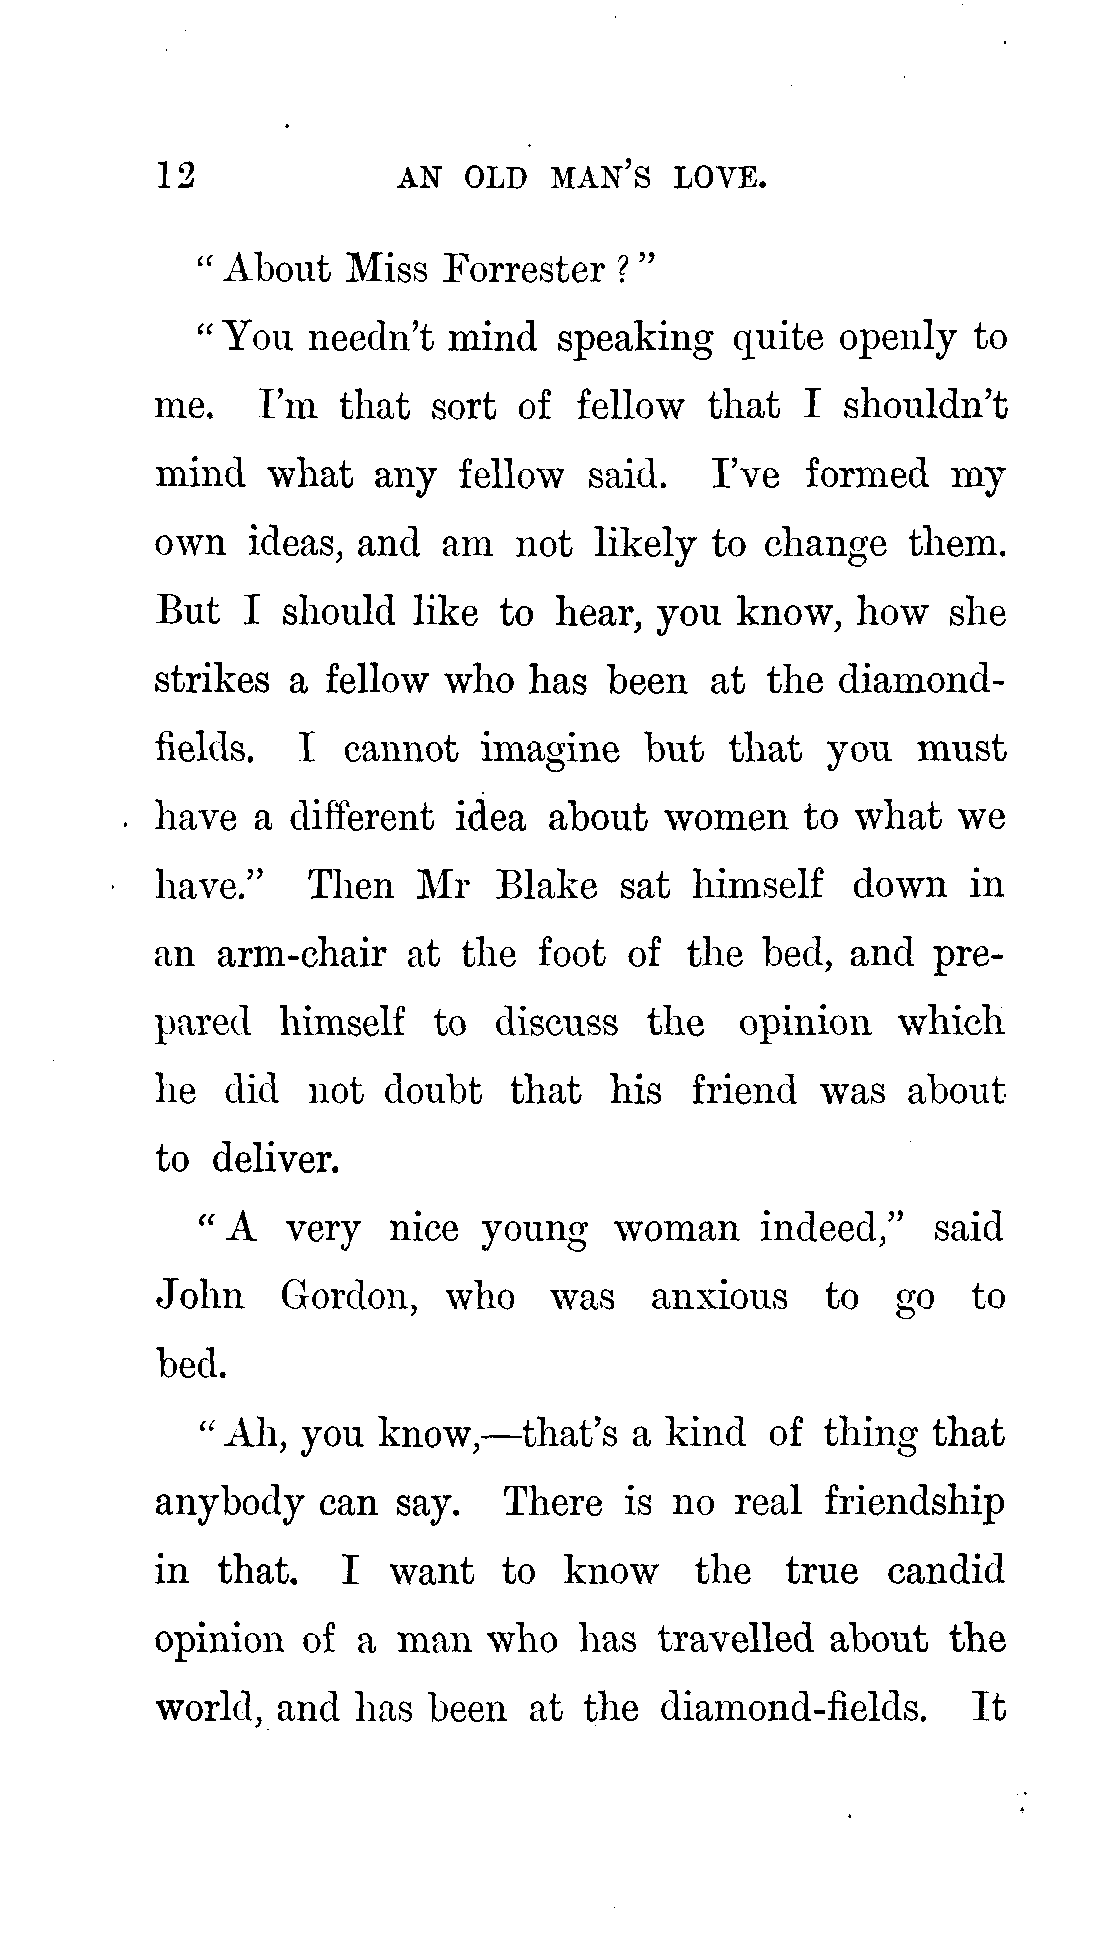 12 AN OLD MAN'S LOVE.
"About Miss Forrester?"
"You needn't mind speaking quite openly to
me. I'm that sort of fellow that I shouldn't
mind what any fellow said. I've formed my
own ideas, and am not likely to change them.
But I should like to hear, you know, how she
strikes a fellow who has been at the diamond-
fields. I cannot imagine but that you must
have a different idea about women to what we
have." Then Mr Blake sat himself down in
an arm-chair at the foot of the bed, and pre-
pared himself to discuss the opinion which
he did not doubt that his friend was about
to deliver.
"A very nice young woman indeed," said
John Gordon, who was anxious to go to
bed.
"Ah, you know,—that's a kind of thing that
anybody can say. There is no real friendship
in that. I want to know the true candid
opinion of a man who has travelled about the
world, and has been at the diamond-fields. It